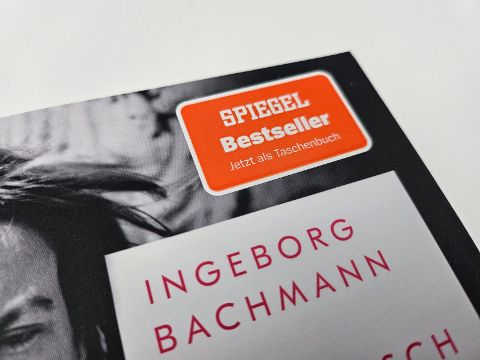 SPIEGEL
Bestseller
Jetzt als Taschenbuch
INGEBORG
BACHMANN